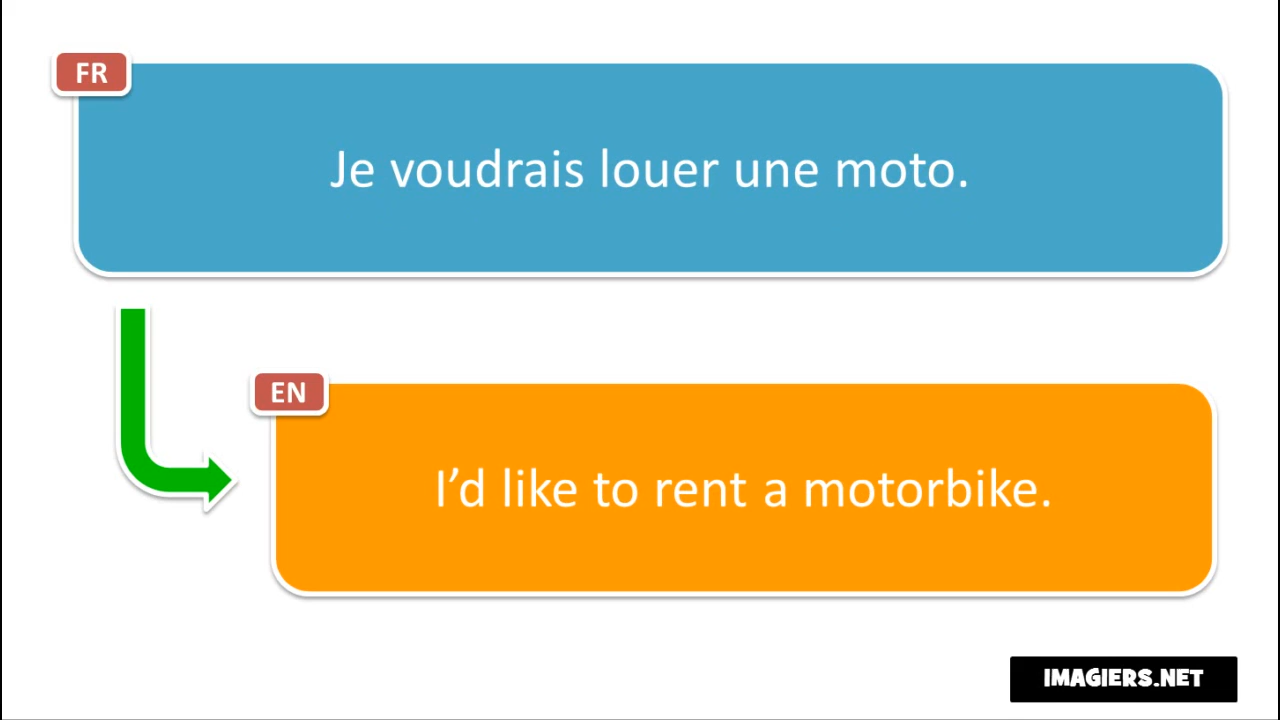 FR
Je voudrais louer une moto.
EN
I’d like to rent a motorbike.
IMAGIERS.NET